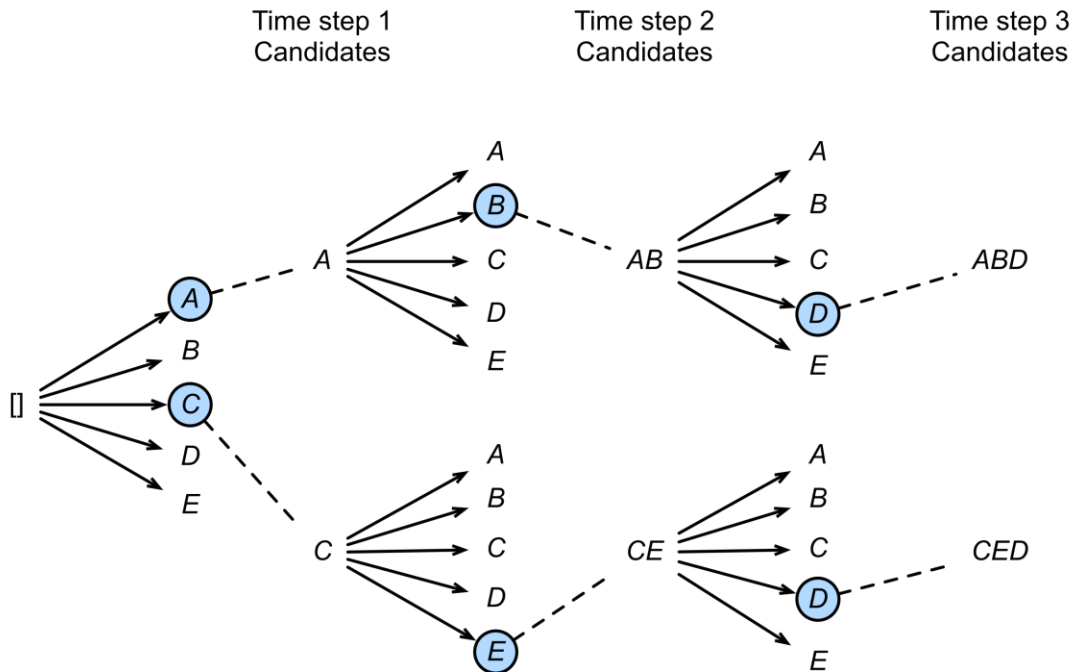 Time step 1
Candidates
Time step 2
Candidates
Time step 3
Candidates
[]
A
B
C
D
E
A
A
B
C
D
E
AB
A
B
C
D
E
ABD
C
A
B
C
D
E
CE
A
B
C
D
E
CED